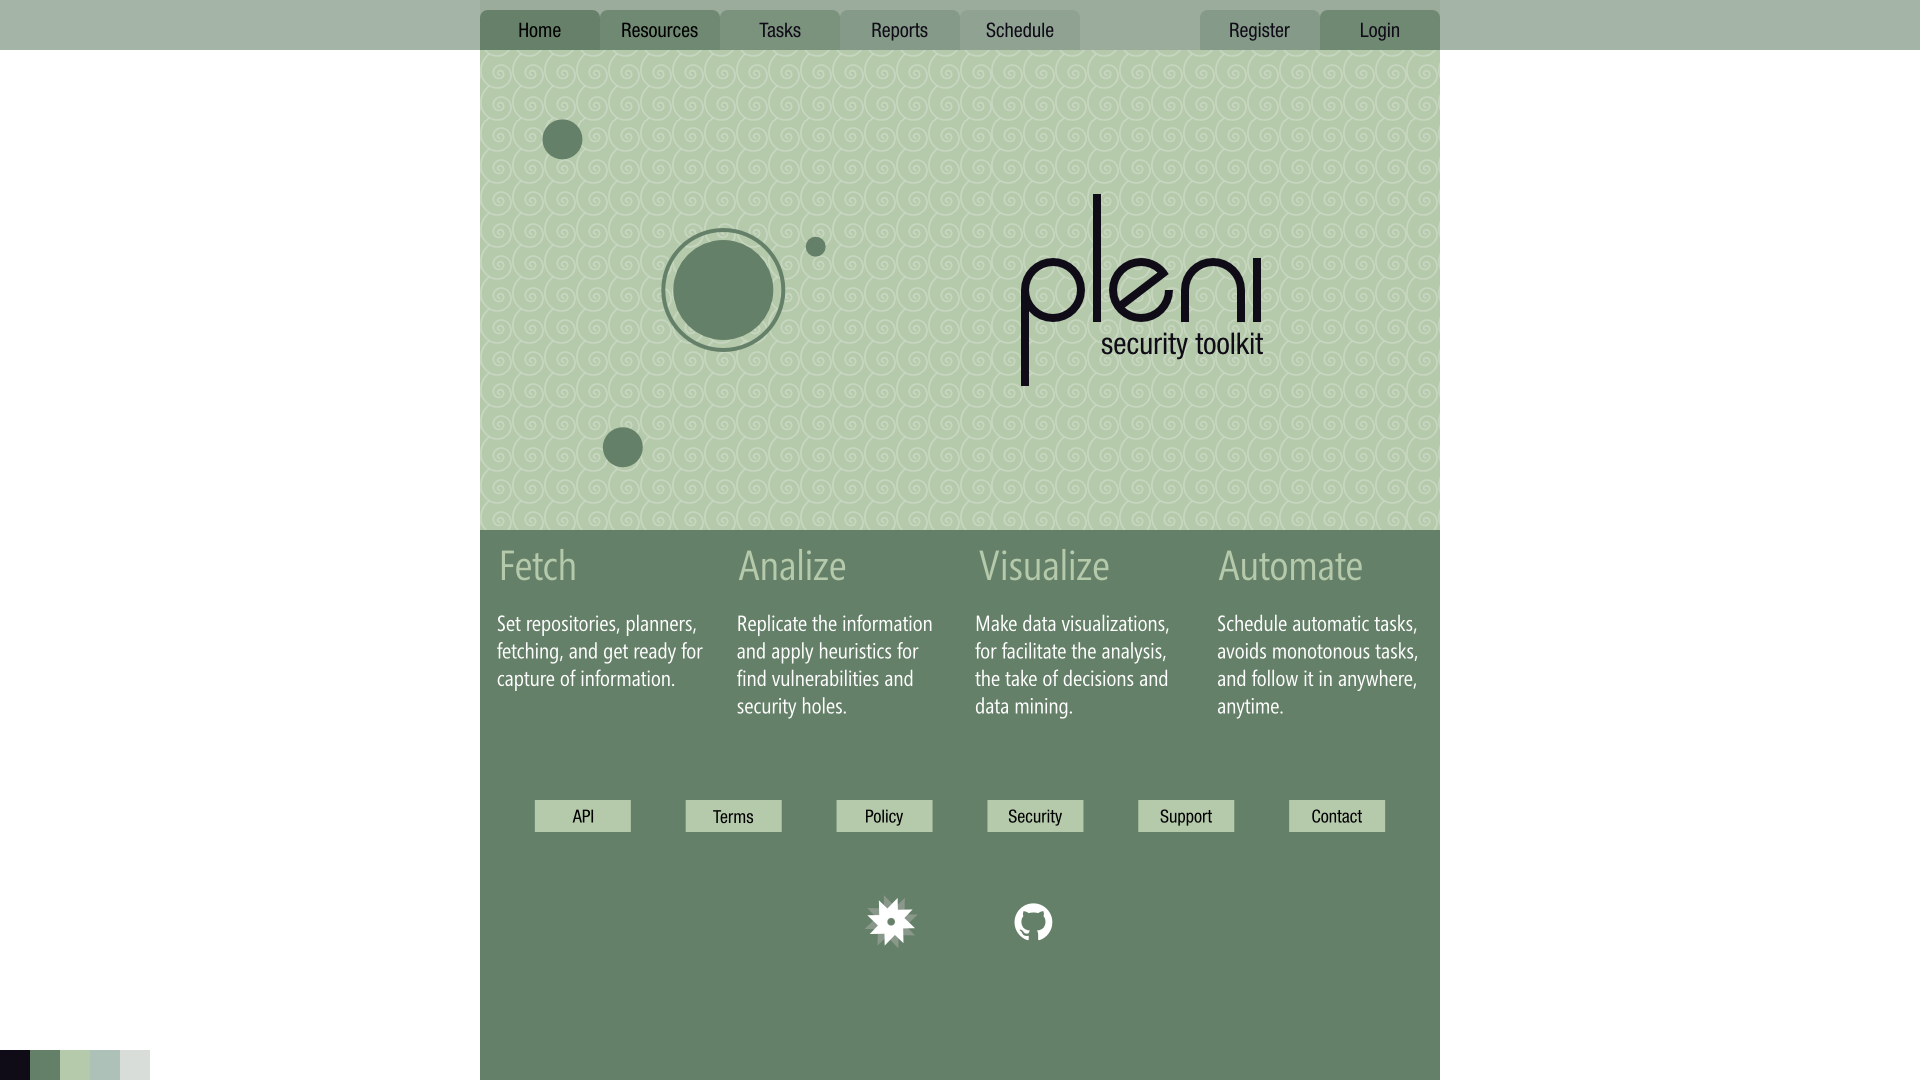 Home Resources Tasks Reports Schedule Register Login
pleni
security toolkit
Fetch
Set repositories, planners,
fetching, and get ready for
capture of information.
Analize
Replicate the information
and apply heuristics for
find vulnerabilities and
security holes.
Visualize
Make data visualizations,
for facilitate the analysis,
the take of decisions and
data mining.
Automate
Schedule automatic tasks,
avoids monotonous tasks,
and follow it in anywhere,
anytime.
API Terms Policy Security Support Contact